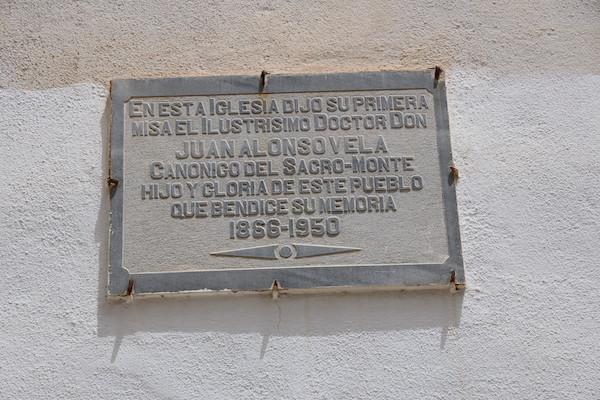 EN ESTA IGLESIA DIJO SU PRIMERA
MISA EL ILUSTRISIMO DOCTOR DON
JUAN ALONSO VELA
CANONIGO DEL SACRO-MONTE
HIJO Y GLORIA DE ESTE PUEBLO
QUE BENDICE SU MEMORIA
1866-1950